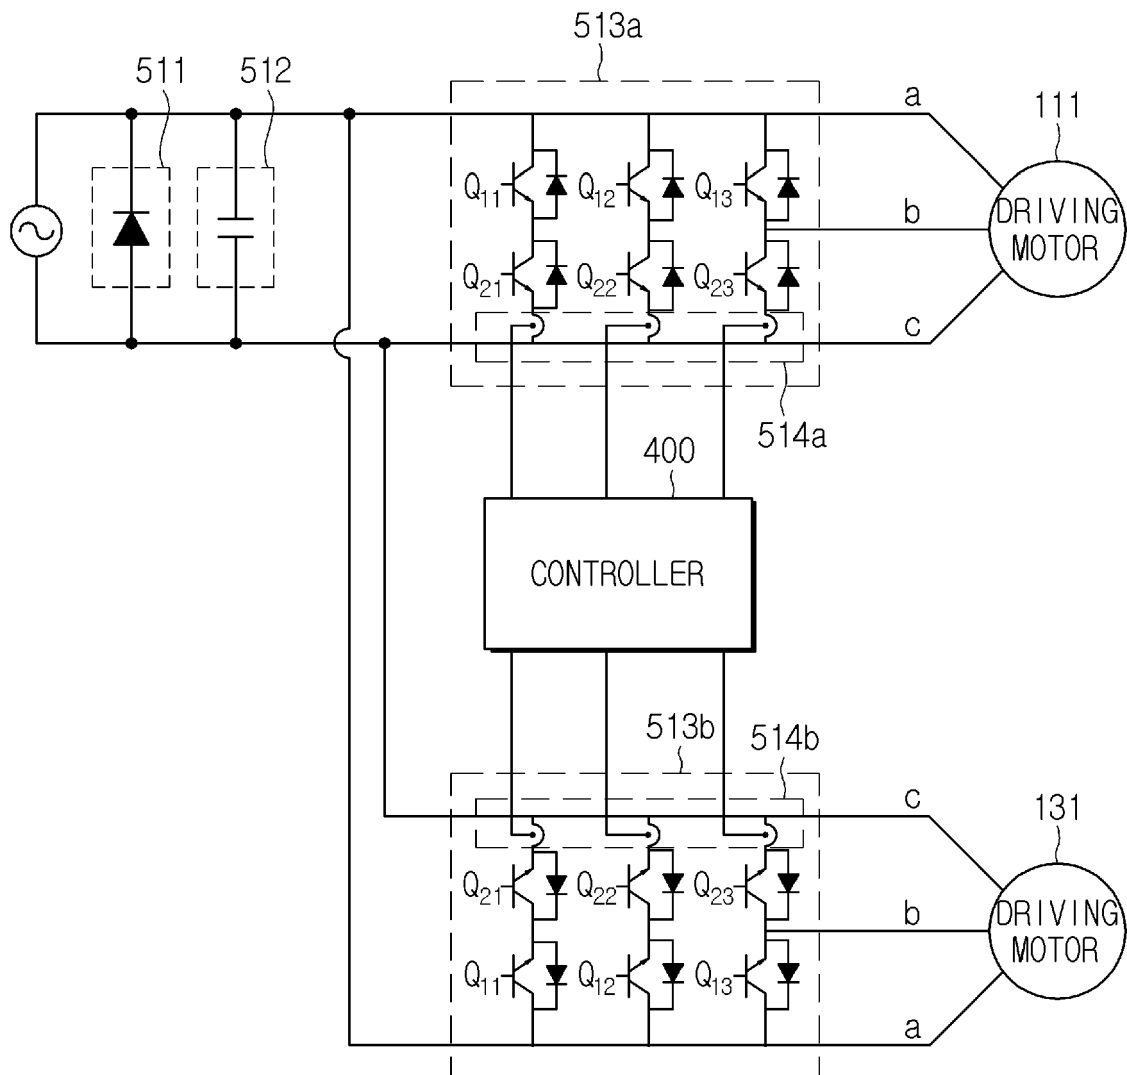 513a
511
512
a
111
Q11
Q12
Q13
DRIVING
MOTOR
b
Q21
Q22
Q23
c
514a
400
CONTROLLER
513b
514b
c
131
Q21
Q22
Q23
b
DRIVING
MOTOR
Q11
Q12
Q13
a